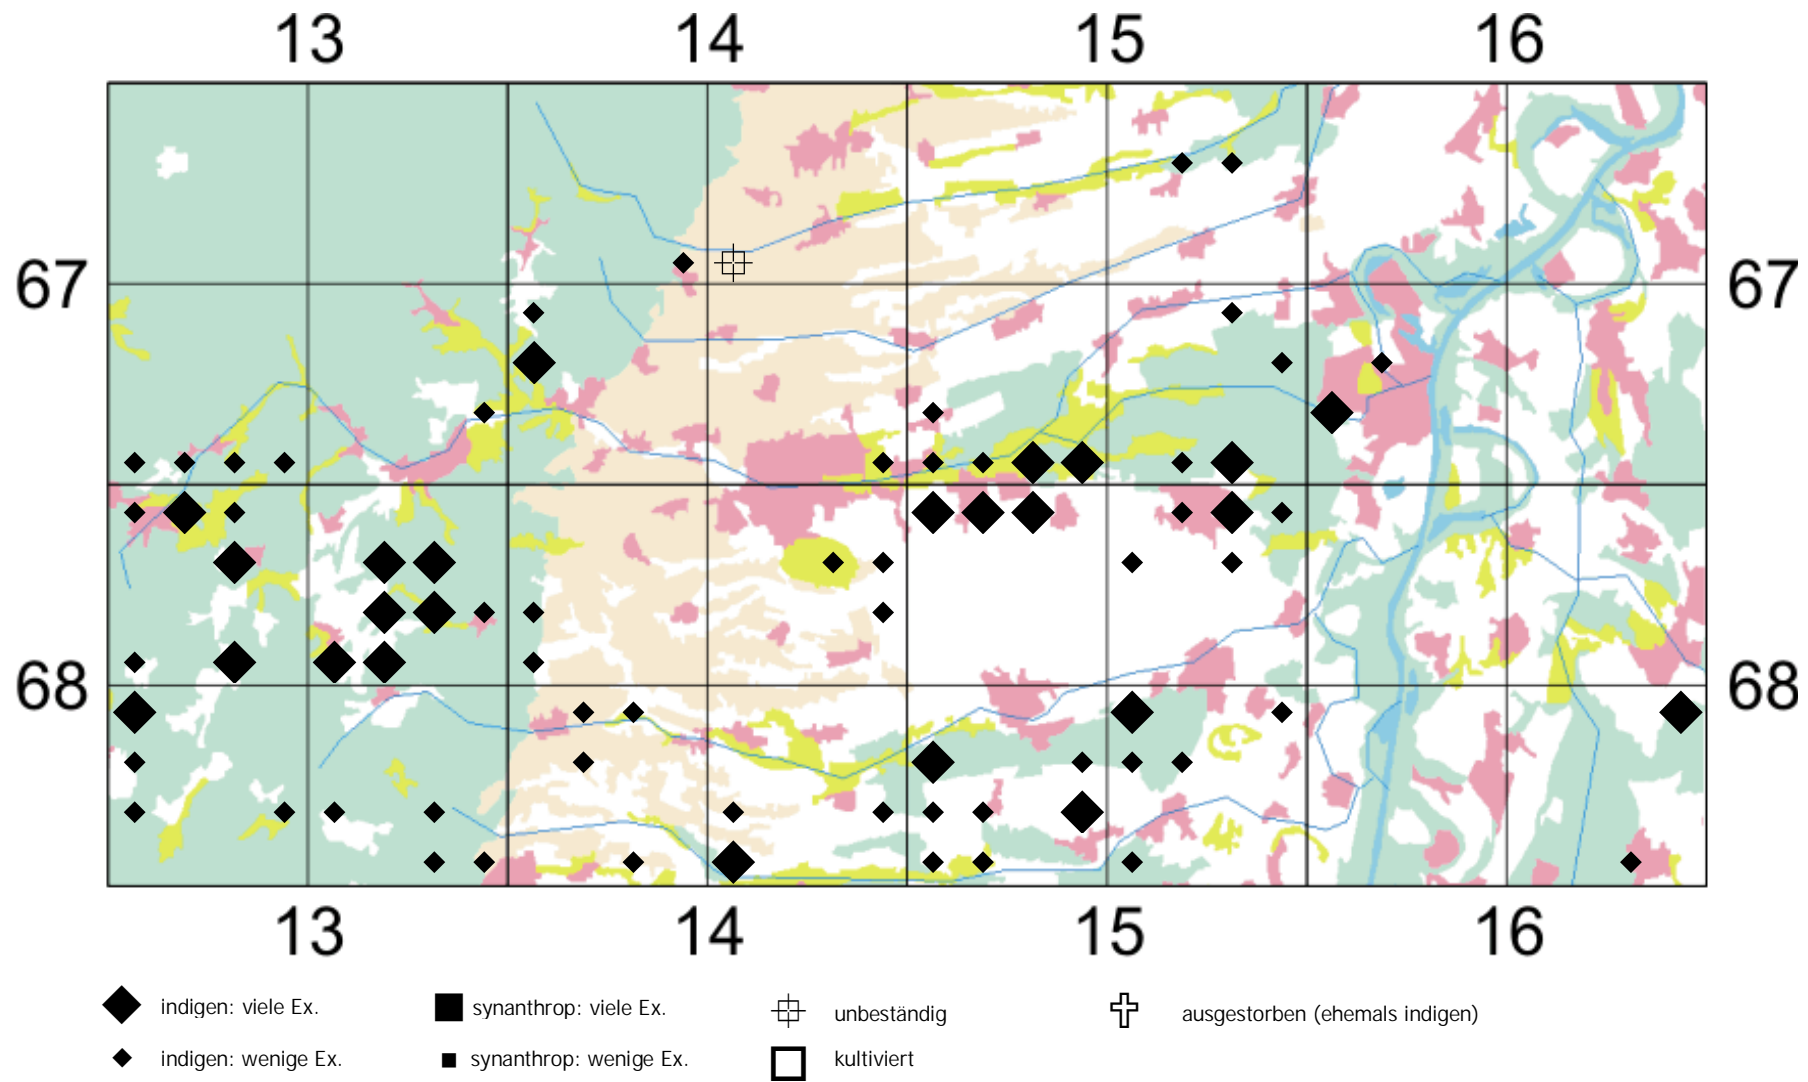 13 14 15 16
67 67
68 68
13 14 15 16
indigen: viele Ex. synanthrop: viele Ex. unbeständig ausgestorben (ehemals indigen)
indigen: wenige Ex. synanthrop: wenige Ex. kultiviert